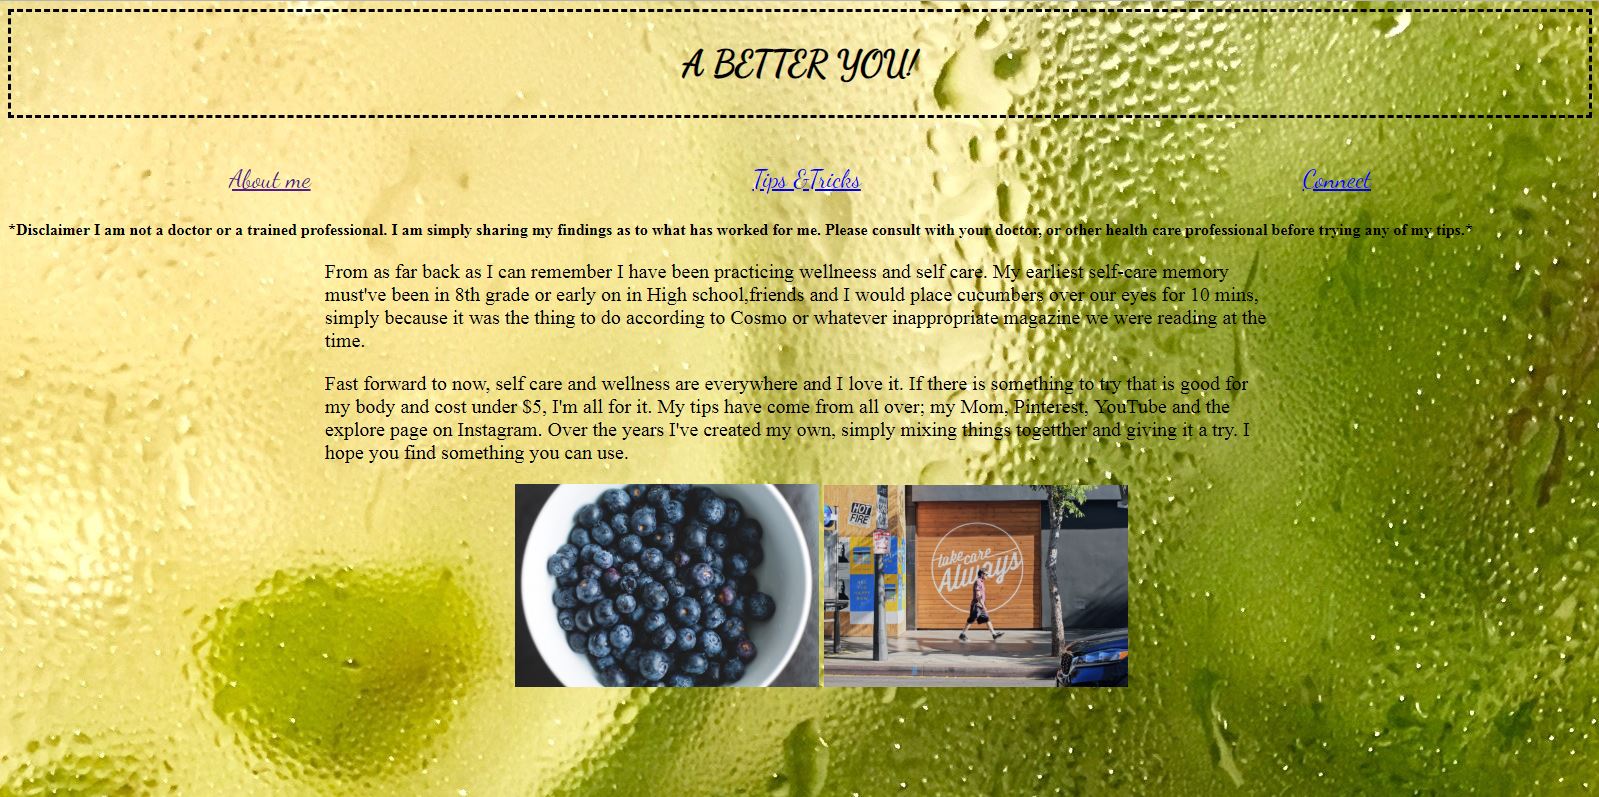 A BETTER YOU!
About me
Tips &Tricks
Connect
*Disclaimer I am not a doctor or a trained professional. I am simply sharing my findings as to what has worked for me. Please consult with your doctor, or other health care professional before trying any of my tips.*
From as far back as I can remember I have been practicing wellneess and self care. My earliest self-care memory
must've been in 8th grade or early on in High school,friends and I would place cucumbers over our eyes for 10 mins,
simply because it was the thing to do according to Cosmo or whatever inappropriate magazine we were reading at the
time.
Fast forward to now, self care and wellness are everywhere and I love it. If there is something to try that is good for
my body and cost under $5, I'm all for it. My tips have come from all over; my Mom, Pinterest, YouTube and the
explore page on Instagram. Over the years I've created my own, simply mixing things togetther and giving it a try. I
hope you find something you can use.
HOT
FIRE
take care
Always